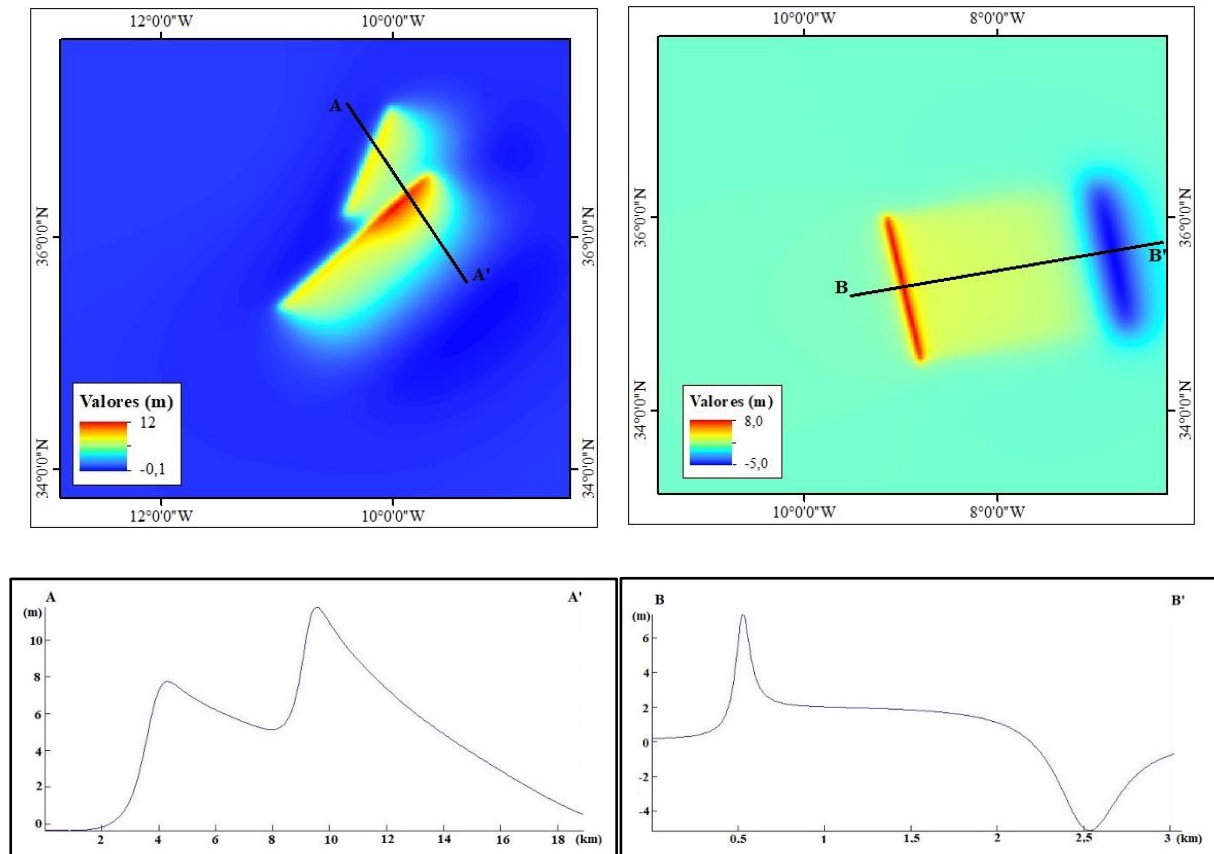 12°0'0"W 10°0'0"W
A
A'
36°0'0"N
34°0'0"N
36°0'0"N
34°0'0"N
Valores (m)
12
-0,1
12°0'0"W 10°0'0"W
10°0'0"W 8°0'0"W
B
B'
36°0'0"N
34°0'0"N
36°0'0"N
34°0'0"N
Valores (m)
8,0
-5,0
10°0'0"W 8°0'0"W
A A'
(m)
10
8
6
4
2
0
2 4 6 8 10 12 14 16 18 (km)
B B'
(m)
6
4
2
0
-2
-4
0.5 1 1.5 2 2.5 3 (km)